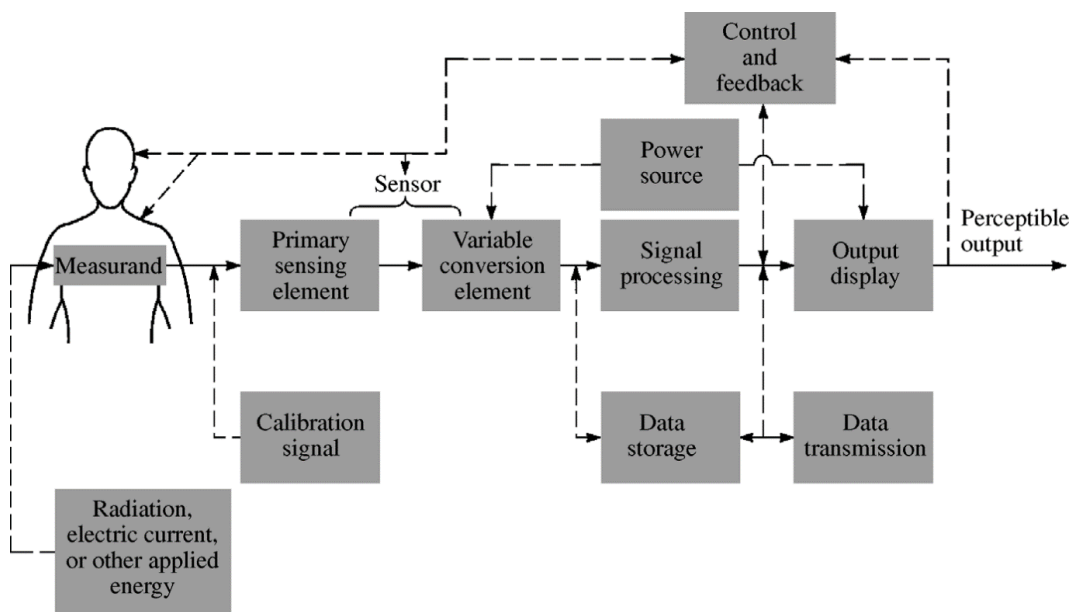 Control
and
feedback
Power
source
Sensor
Perceptible
output
Measurand
Primary
sensing
element
Variable
conversion
element
Signal
processing
Output
display
Calibration
signal
Data
storage
Data
transmission
Radiation,
electric current,
or other applied
energy